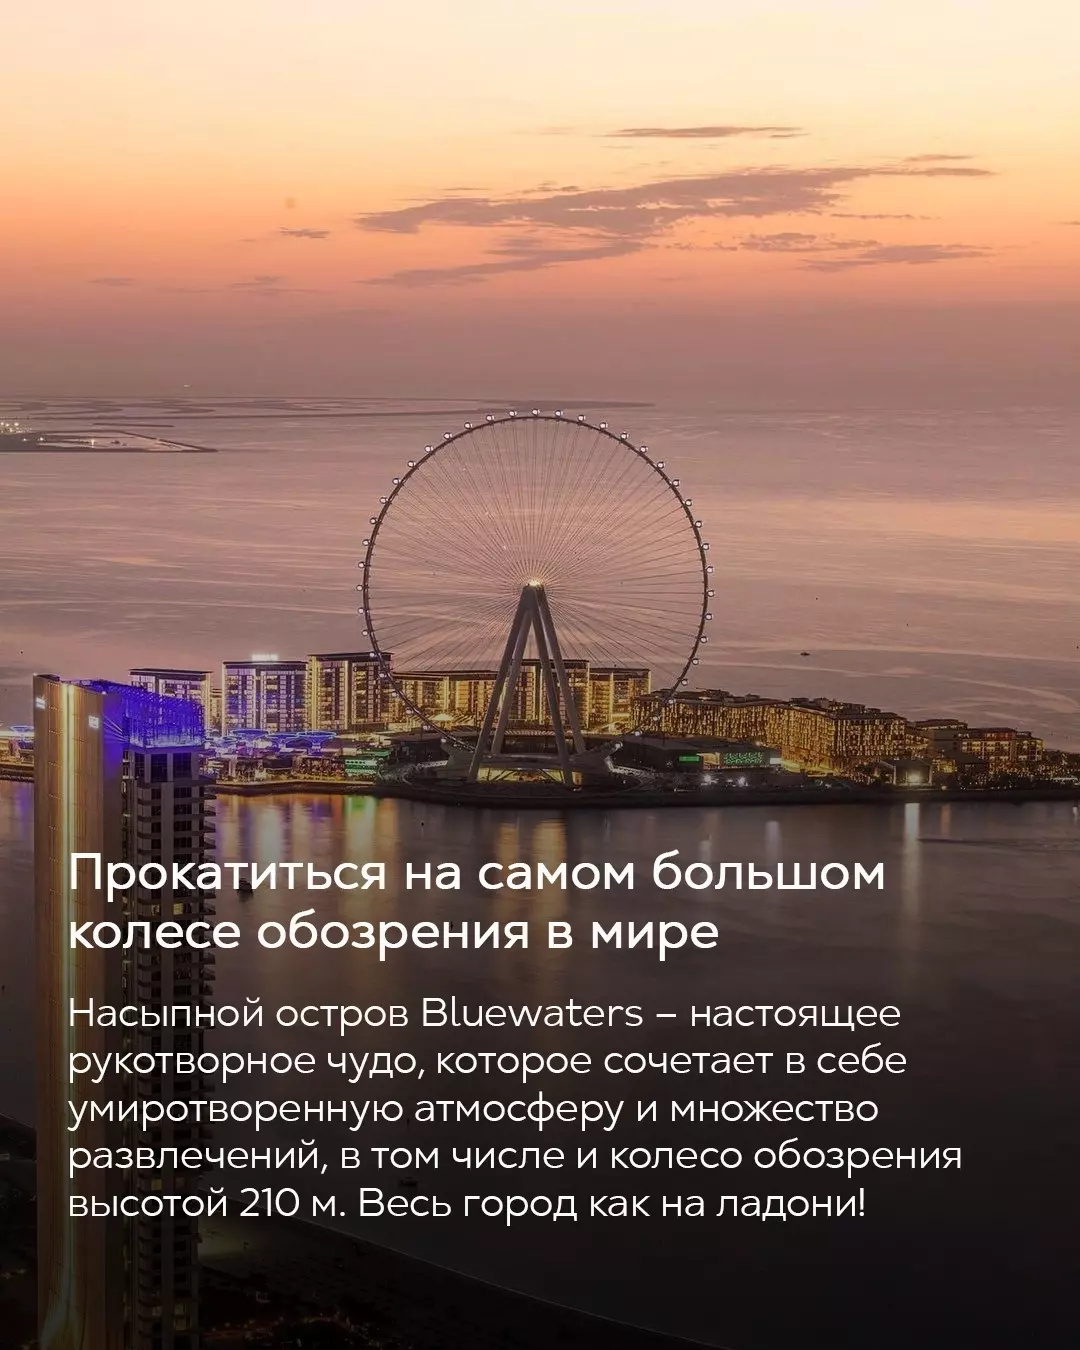 Прокатиться на самом большом
колесе обозрения в мире
Насыпной остров Bluewaters – настоящее
рукотворное чудо, которое сочетает в себе
умиротворенную атмосферу и множество
развлечений, в том числе и колесо обозрения
высотой 210 м. Весь город как на ладони!